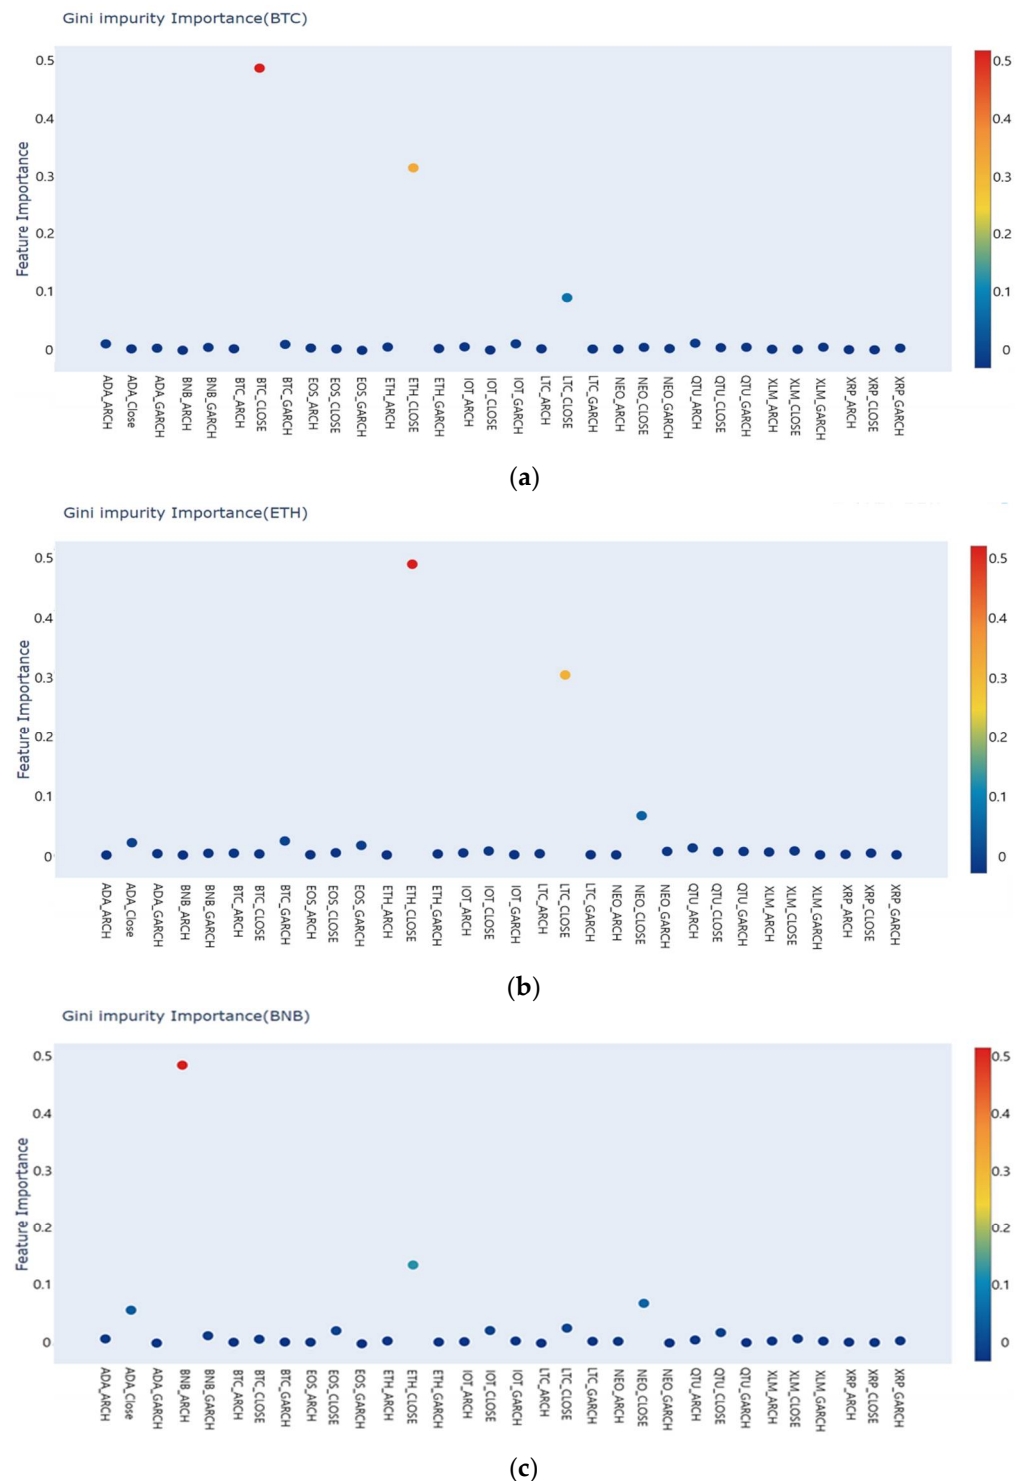 Gini impurity Importance(BTC)
Feature Importance
0.5
0.4
0.3
0.2
0.1
0
ADA_ARCH
ADA_Close
ADA_GARCH
BNB_ARCH
BNB_GARCH
BTC_ARCH
BTC_CLOSE
BTC_GARCH
EOS_ARCH
EOS_CLOSE
EOS_GARCH
ETH_ARCH
ETH_CLOSE
ETH_GARCH
IOT_ARCH
IOT_CLOSE
IOT_GARCH
LTC_ARCH
LTC_CLOSE
LTC_GARCH
NEO_ARCH
NEO_CLOSE
NEO_GARCH
QTU_ARCH
QTU_CLOSE
QTU_GARCH
XLM_ARCH
XLM_CLOSE
XLM_GARCH
XRP_ARCH
XRP_CLOSE
XRP_GARCH
0.5
0.4
0.3
0.2
0.1
0
(a)
Gini impurity Importance(ETH)
Feature Importance
0.5
0.4
0.3
0.2
0.1
0
ADA_ARCH
ADA_Close
ADA_GARCH
BNB_ARCH
BNB_GARCH
BTC_ARCH
BTC_CLOSE
BTC_GARCH
EOS_ARCH
EOS_CLOSE
EOS_GARCH
ETH_ARCH
ETH_CLOSE
ETH_GARCH
IOT_ARCH
IOT_CLOSE
IOT_GARCH
LTC_ARCH
LTC_CLOSE
LTC_GARCH
NEO_ARCH
NEO_CLOSE
NEO_GARCH
QTU_ARCH
QTU_CLOSE
QTU_GARCH
XLM_ARCH
XLM_CLOSE
XLM_GARCH
XRP_ARCH
XRP_CLOSE
XRP_GARCH
0.5
0.4
0.3
0.2
0.1
0
(b)
Gini impurity Importance(BNB)
Feature Importance
0.5
0.4
0.3
0.2
0.1
0
ADA_ARCH
ADA_Close
ADA_GARCH
BNB_ARCH
BNB_GARCH
BTC_ARCH
BTC_CLOSE
BTC_GARCH
EOS_ARCH
EOS_CLOSE
EOS_GARCH
ETH_ARCH
ETH_CLOSE
ETH_GARCH
IOT_ARCH
IOT_CLOSE
IOT_GARCH
LTC_ARCH
LTC_CLOSE
LTC_GARCH
NEO_ARCH
NEO_CLOSE
NEO_GARCH
QTU_ARCH
QTU_CLOSE
QTU_GARCH
XLM_ARCH
XLM_CLOSE
XLM_GARCH
XRP_ARCH
XRP_CLOSE
XRP_GARCH
0.5
0.4
0.3
0.2
0.1
0
(c)